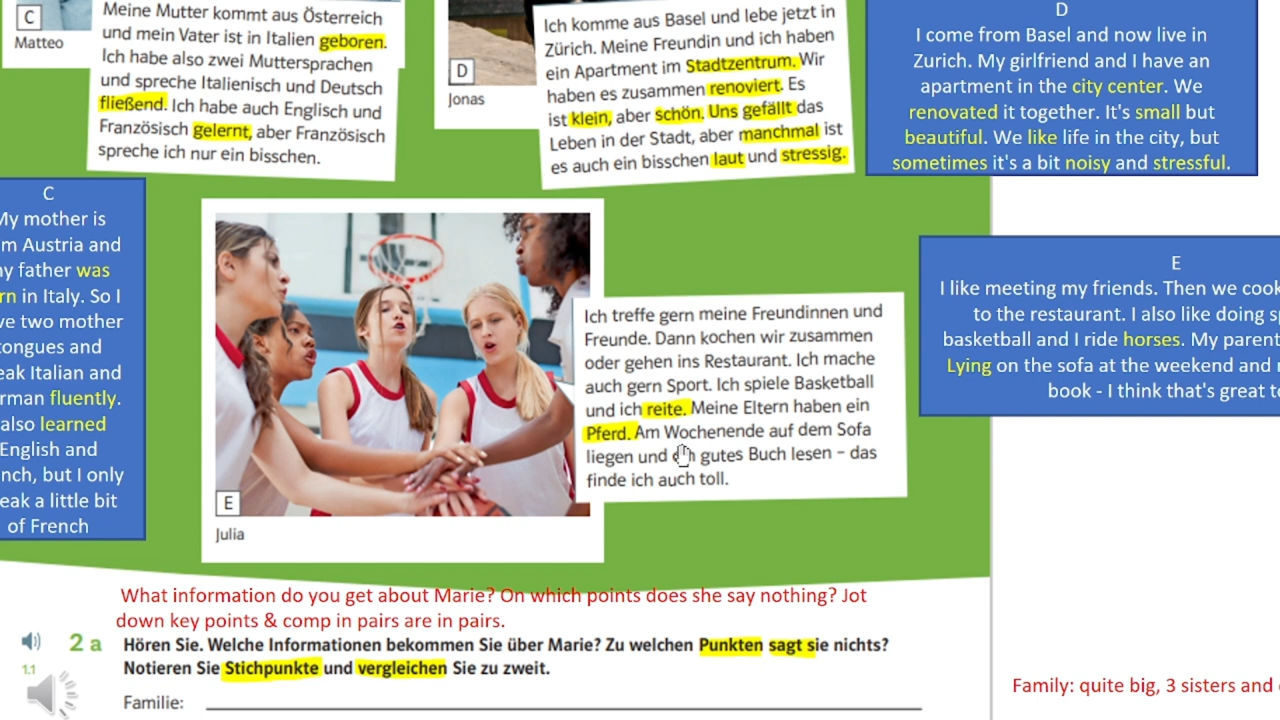 Meine Mutter kommt aus Österreich
und mein Vater ist in Italien geboren.
Ich habe also zwei Muttersprachen
und spreche Italienisch und Deutsch
fließend. Ich habe auch Englisch und
Französisch gelernt, aber Französisch
spreche ich nur ein bisschen.
C
Matteo
Ich komme aus Basel und lebe jetzt in
Zürich. Meine Freundin und ich haben
ein Apartment im Stadtzentrum. Wir
haben es zusammen renoviert. Es
ist klein, aber schön. Uns gefällt das
Leben in der Stadt, aber manchmal ist
es auch ein bisschen laut und stressig.
D
Jonas
D
I come from Basel and now live in
Zurich. My girlfriend and I have an
apartment in the city center. We
renovated it together. It's small but
beautiful. We like life in the city, but
sometimes it's a bit noisy and stressful.
C
My mother is
m Austria and
y father was
rn in Italy. So I
ve two mother
tongues and
eak Italian and
rman fluently.
also learned
English and
nch, but I only
eak a little bit
of French
Ich treffe gern meine Freundinnen und
Freunde. Dann kochen wir zusammen
oder gehen ins Restaurant. Ich mache
auch gern Sport. Ich spiele Basketball
und ich reite. Meine Eltern haben ein
Pferd. Am Wochenende auf dem Sofa
liegen und ein gutes Buch lesen – das
finde ich auch toll.
E
Julia
E
I like meeting my friends. Then we cook
to the restaurant. I also like doing sp
basketball and I ride horses. My parent
Lying on the sofa at the weekend and r
book - I think that's great to
What information do you get about Marie? On which points does she say nothing? Jot
down key points & comp in pairs are in pairs.
2 a Hören Sie. Welche Informationen bekommen Sie über Marie? Zu welchen Punkten sagt sie nichts?
1.1 Notieren Sie Stichpunkte und vergleichen Sie zu zweit.
Familie:
Family: quite big, 3 sisters and